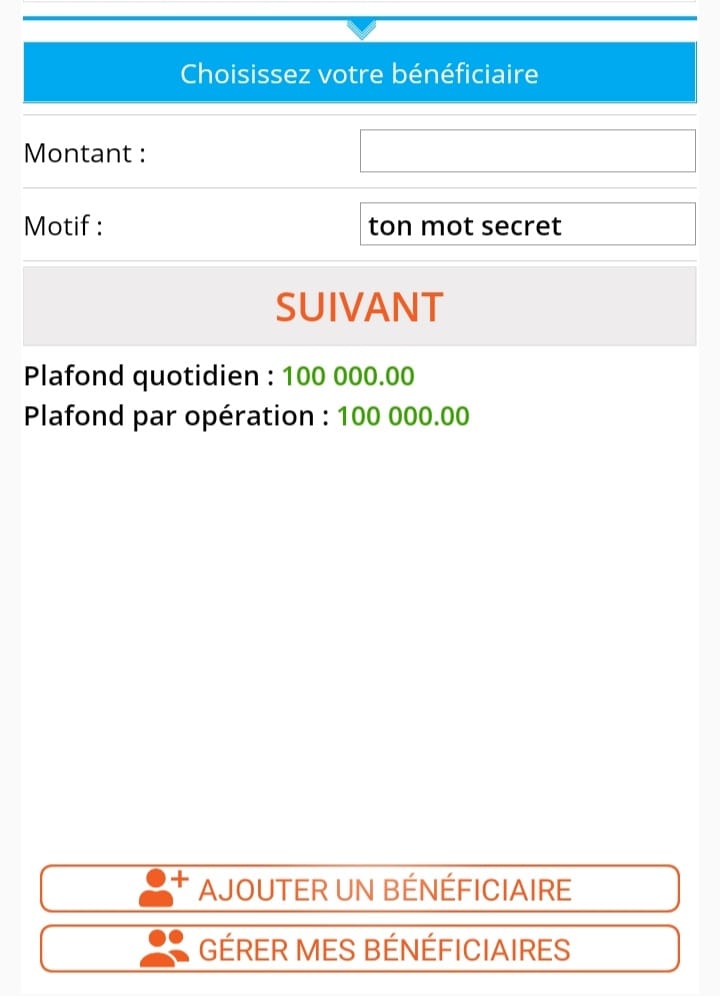 Choisissez votre bénéficiaire
Montant :
Motif : ton mot secret
SUIVANT
Plafond quotidien : 100 000.00
Plafond par opération : 100 000.00
AJOUTER UN BÉNÉFICIAIRE
GÉRER MES BÉNÉFICIAIRES